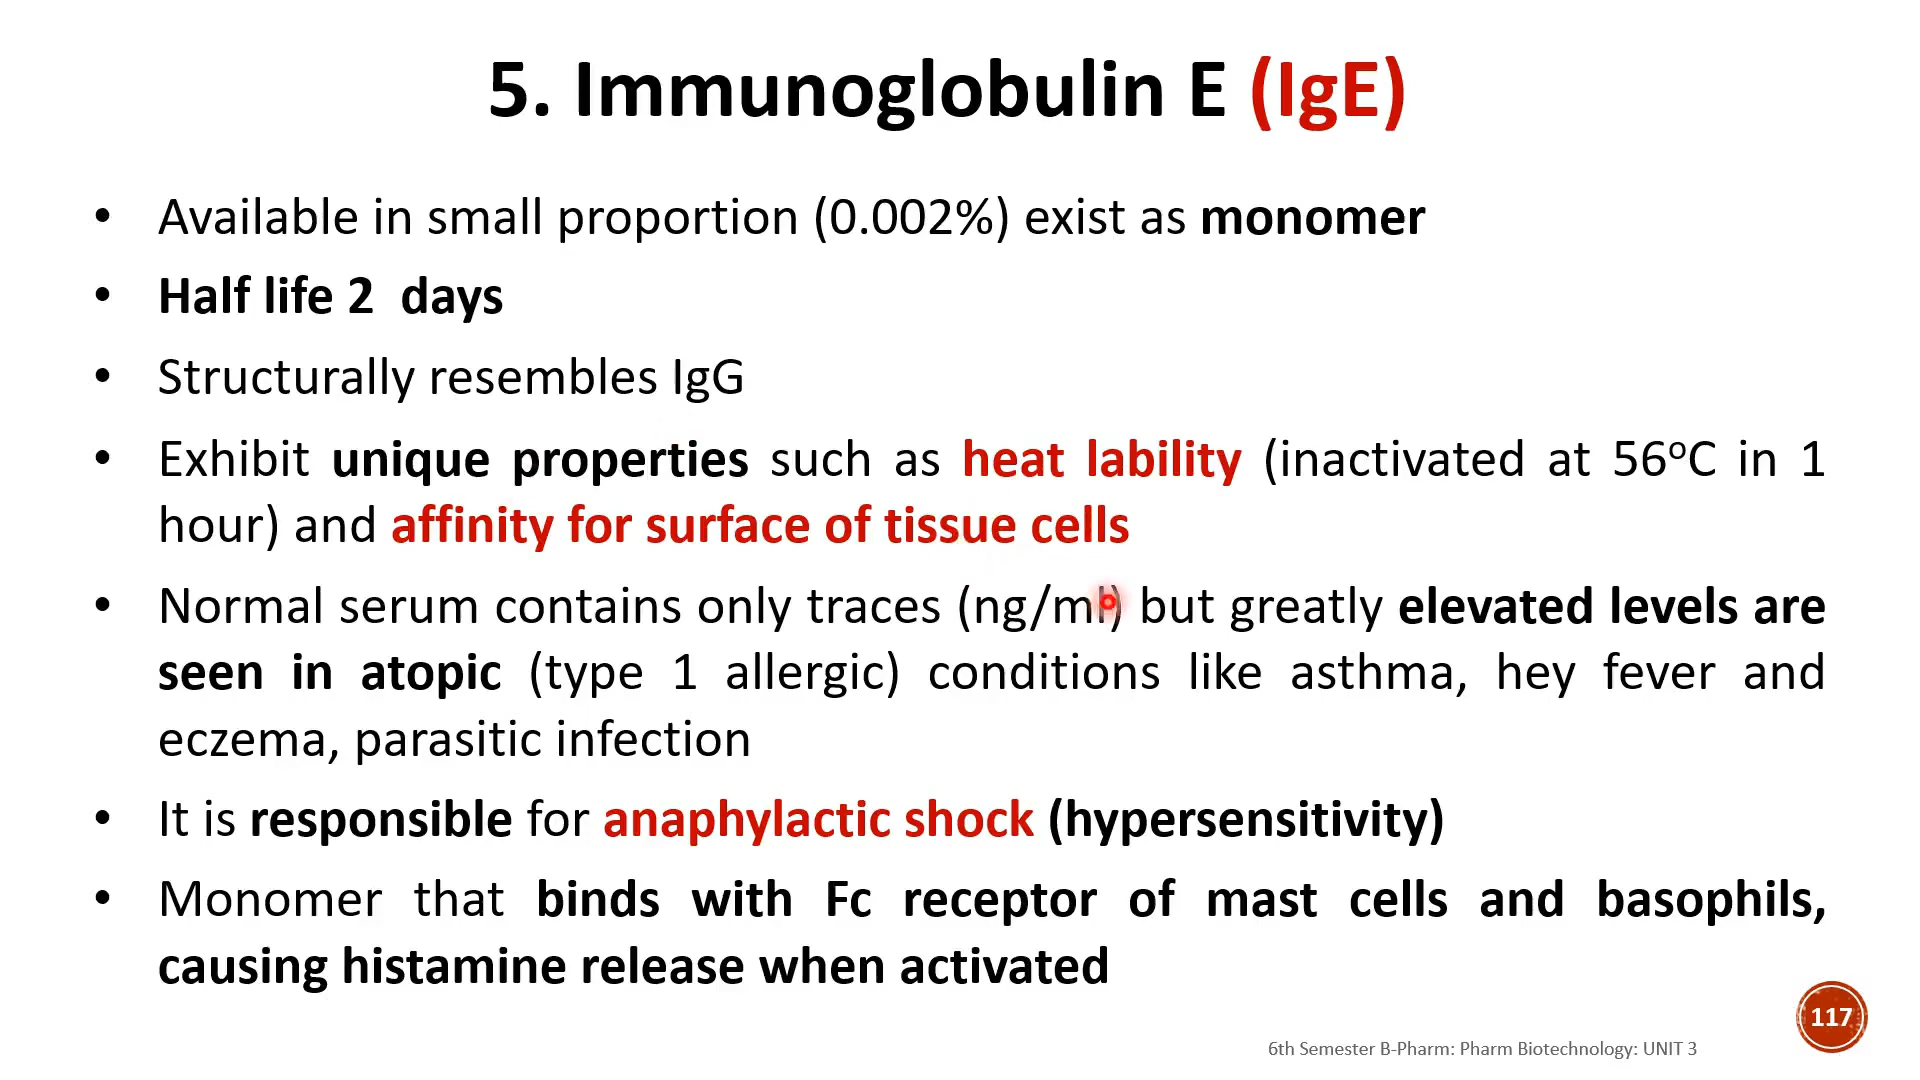 5. Immunoglobulin E (IgE)
• Available in small proportion (0.002%) exist as monomer
• Half life 2 days
• Structurally resembles IgG
• Exhibit unique properties such as heat lability (inactivated at 56ᵒC in 1
hour) and affinity for surface of tissue cells
• Normal serum contains only traces (ng/ml) but greatly elevated levels are
seen in atopic (type 1 allergic) conditions like asthma, hey fever and
eczema, parasitic infection
• It is responsible for anaphylactic shock (hypersensitivity)
• Monomer that binds with Fc receptor of mast cells and basophils,
causing histamine release when activated
117
6th Semester B-Pharm: Pharm Biotechnology: UNIT 3